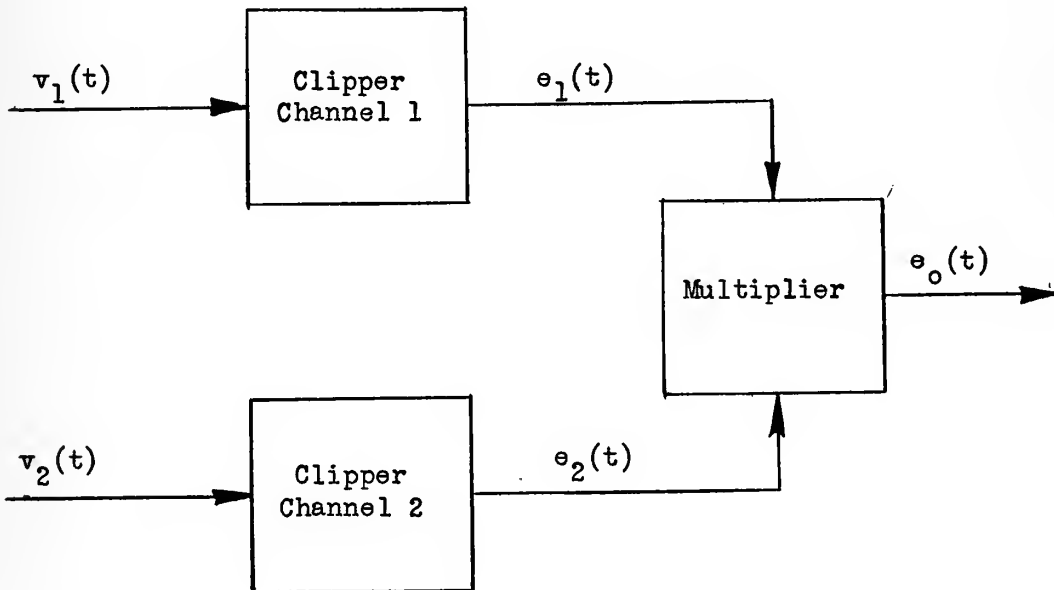 v₁(t)
Clipper
Channel 1
e₁(t)
Multiplier
eₒ(t)
v₂(t)
Clipper
Channel 2
e₂(t)